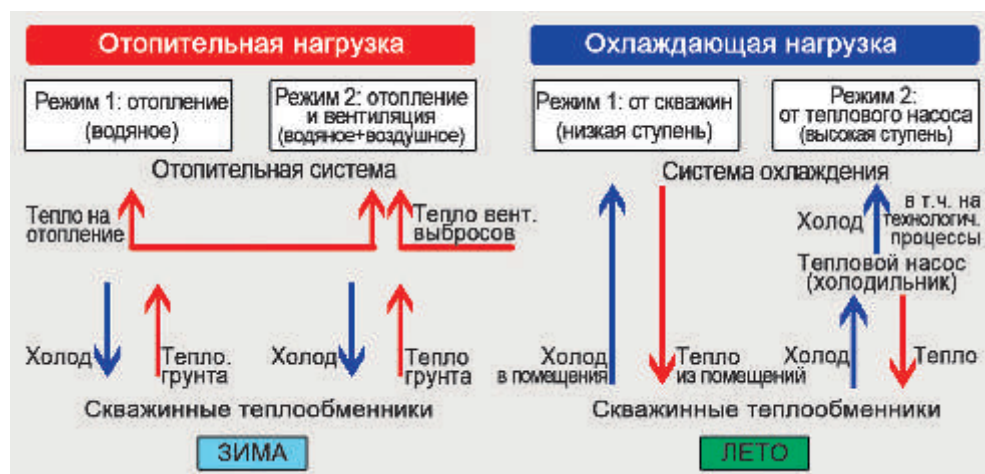 Отопительная нагрузка
Режим 1: отопление
(водяное)
Режим 2: отопление
и вентиляция
(водяное+воздушное)
Отопительная система
Тепло на
отопление
Тепло вент.
выбросов
Холод
Тепло.
грунта
Холод
Тепло
грунта
Скважинные теплообменники
ЗИМА
Охлаждающая нагрузка
Режим 1: от скважин
(низкая ступень)
Режим 2:
от теплового насоса
(высокая ступень)
Система охлаждения
Холод
в т.ч. на
технологич.
процессы
Тепловой насос
(холодильник)
Холод
в помещения
Тепло
из помещений
Холод
Тепло
Скважинные теплообменники
ЛЕТО